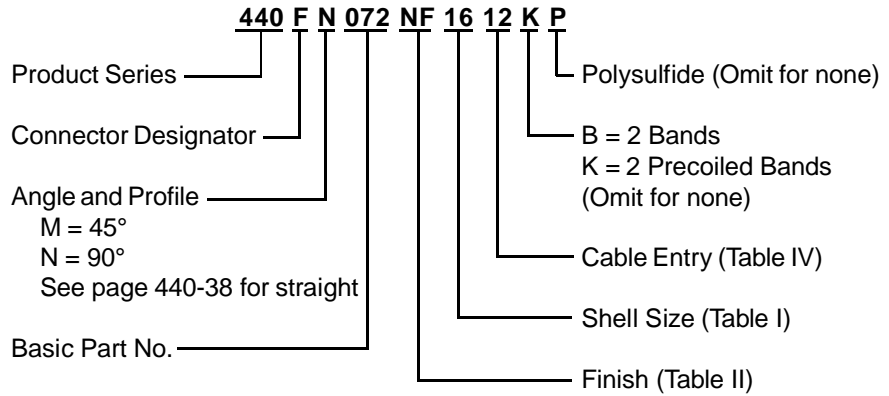 440 F N 072 NF 16 12 K P
Product Series
Connector Designator
Angle and Profile
M = 45°
N = 90°
See page 440-38 for straight
Basic Part No.
Polysulfide (Omit for none)
B = 2 Bands
K = 2 Precoiled Bands
(Omit for none)
Cable Entry (Table IV)
Shell Size (Table I)
Finish (Table II)